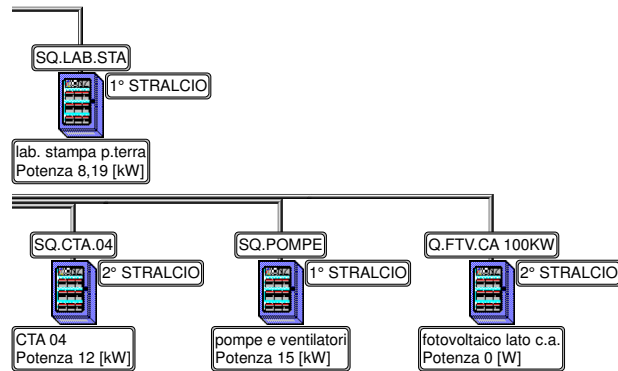 SQ.LAB.STA
1° STRALCIO
lab. stampa p.terra
Potenza 8,19 [kW]
SQ.CTA.04
2° STRALCIO
CTA 04
Potenza 12 [kW]
SQ.POMPE
1° STRALCIO
pompe e ventilatori
Potenza 15 [kW]
Q.FTV.CA 100KW
2° STRALCIO
fotovoltaico lato c.a.
Potenza 0 [W]